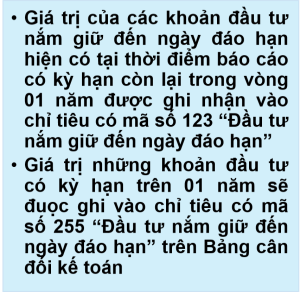 • Giá trị của các khoản đầu tư
nắm giữ đến ngày đáo hạn
hiện có tại thời điểm báo cáo
có kỳ hạn còn lại trong vòng
01 năm được ghi nhận vào
chỉ tiêu có mã số 123 “Đầu tư
nắm giữ đến ngày đáo hạn”
• Giá trị những khoản đầu tư
có kỳ hạn trên 01 năm sẽ
đuọc ghi vào chỉ tiêu có mã
số 255 “Đầu tư nắm giữ đến
ngày đáo hạn” trên Bảng cân
đối kế toán